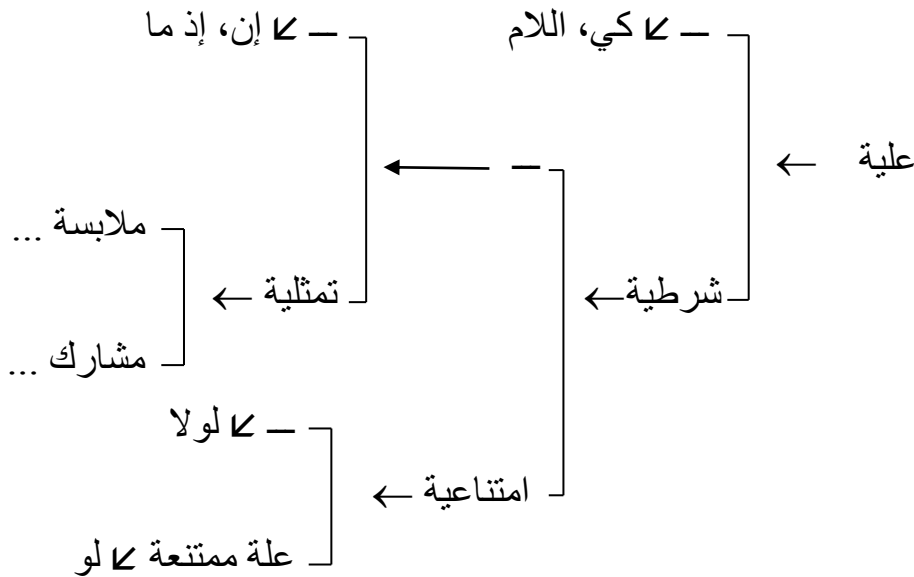 – كي، اللام
– إن، إذ ما
علية ←
– 
ملابسة ...
شرطية←
تمثلية ←
مشارك ...
– لولا
امتناعية ←
علة ممتنعة لو